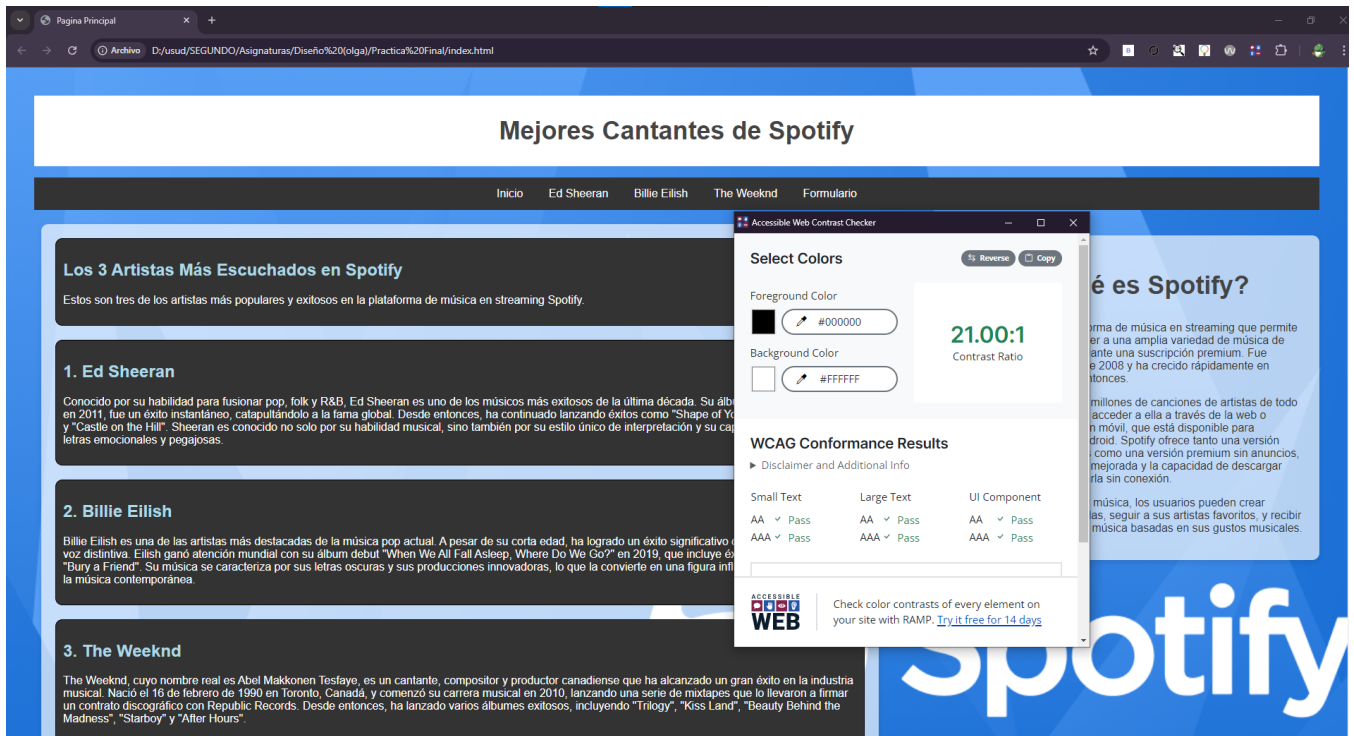 Pagina Principal
Archivo D:/usud/SEGUNDO/Asignaturas/Diseño%20(olga)/Practica%20Final/index.html
Mejores Cantantes de Spotify
Inicio Ed Sheeran Billie Eilish The Weeknd Formulario
Los 3 Artistas Más Escuchados en Spotify
Estos son tres de los artistas más populares y exitosos en la plataforma de música en streaming Spotify.
1. Ed Sheeran
Conocido por su habilidad para fusionar pop, folk y R&B, Ed Sheeran es uno de los músicos más exitosos de la última década. Su
en 2011, fue un éxito instantáneo, catapultándolo a la fama global. Desde entonces, ha continuado lanzando éxitos como "Shape of
y "Castle on the Hill". Sheeran es conocido no solo por su habilidad musical, sino también por su estilo único de interpretación y su
letras emocionales y pegajosas.
2. Billie Eilish
Billie Eilish es una de las artistas más destacadas de la música pop actual. A pesar de su corta edad, ha logrado un éxito significativo
voz distintiva. Eilish ganó atención mundial con su álbum debut "When We All Fall Asleep, Where Do We Go?" en 2019, que incluye
"Bury a Friend". Su música se caracteriza por sus letras oscuras y sus producciones innovadoras, lo que la convierte en una figura
la música contemporánea.
3. The Weeknd
The Weeknd, cuyo nombre real es Abel Makkonen Tesfaye, es un cantante, compositor y productor canadiense que ha alcanzado un gran éxito en la industria
musical. Nació el 16 de febrero de 1990 en Toronto, Canadá, y comenzó su carrera musical en 2010, lanzando una serie de mixtapes que lo llevaron a firmar
un contrato discográfico con Republic Records. Desde entonces, ha lanzado varios álbumes exitosos, incluyendo "Trilogy", "Kiss Land", "Beauty Behind the
Madness", "Starboy" y "After Hours".
Accessible Web Contrast Checker
Select Colors
Reverse Copy
Foreground Color
#000000
Background Color
#FFFFFF
21.00:1
Contrast Ratio
WCAG Conformance Results
Disclaimer and Additional Info
Small Text Large Text UI Component
AA Pass AA Pass AA Pass
AAA Pass AAA Pass AAA Pass
ACCESSIBLE
WEB
Check color contrasts of every element on
your site with RAMP. Try it free for 14 days
é es Spotify?
de música en streaming que permite
a una amplia variedad de música de
una suscripción premium. Fue
2008 y ha crecido rápidamente en
millones de canciones de artistas de todo
acceder a ella a través de la web o
móvil, que está disponible para
Spotify ofrece tanto una versión
como una versión premium sin anuncios,
mejorada y la capacidad de descargar
sin conexión.
música, los usuarios pueden crear
seguir a sus artistas favoritos, y recibir
música basadas en sus gustos musicales.
Spotify